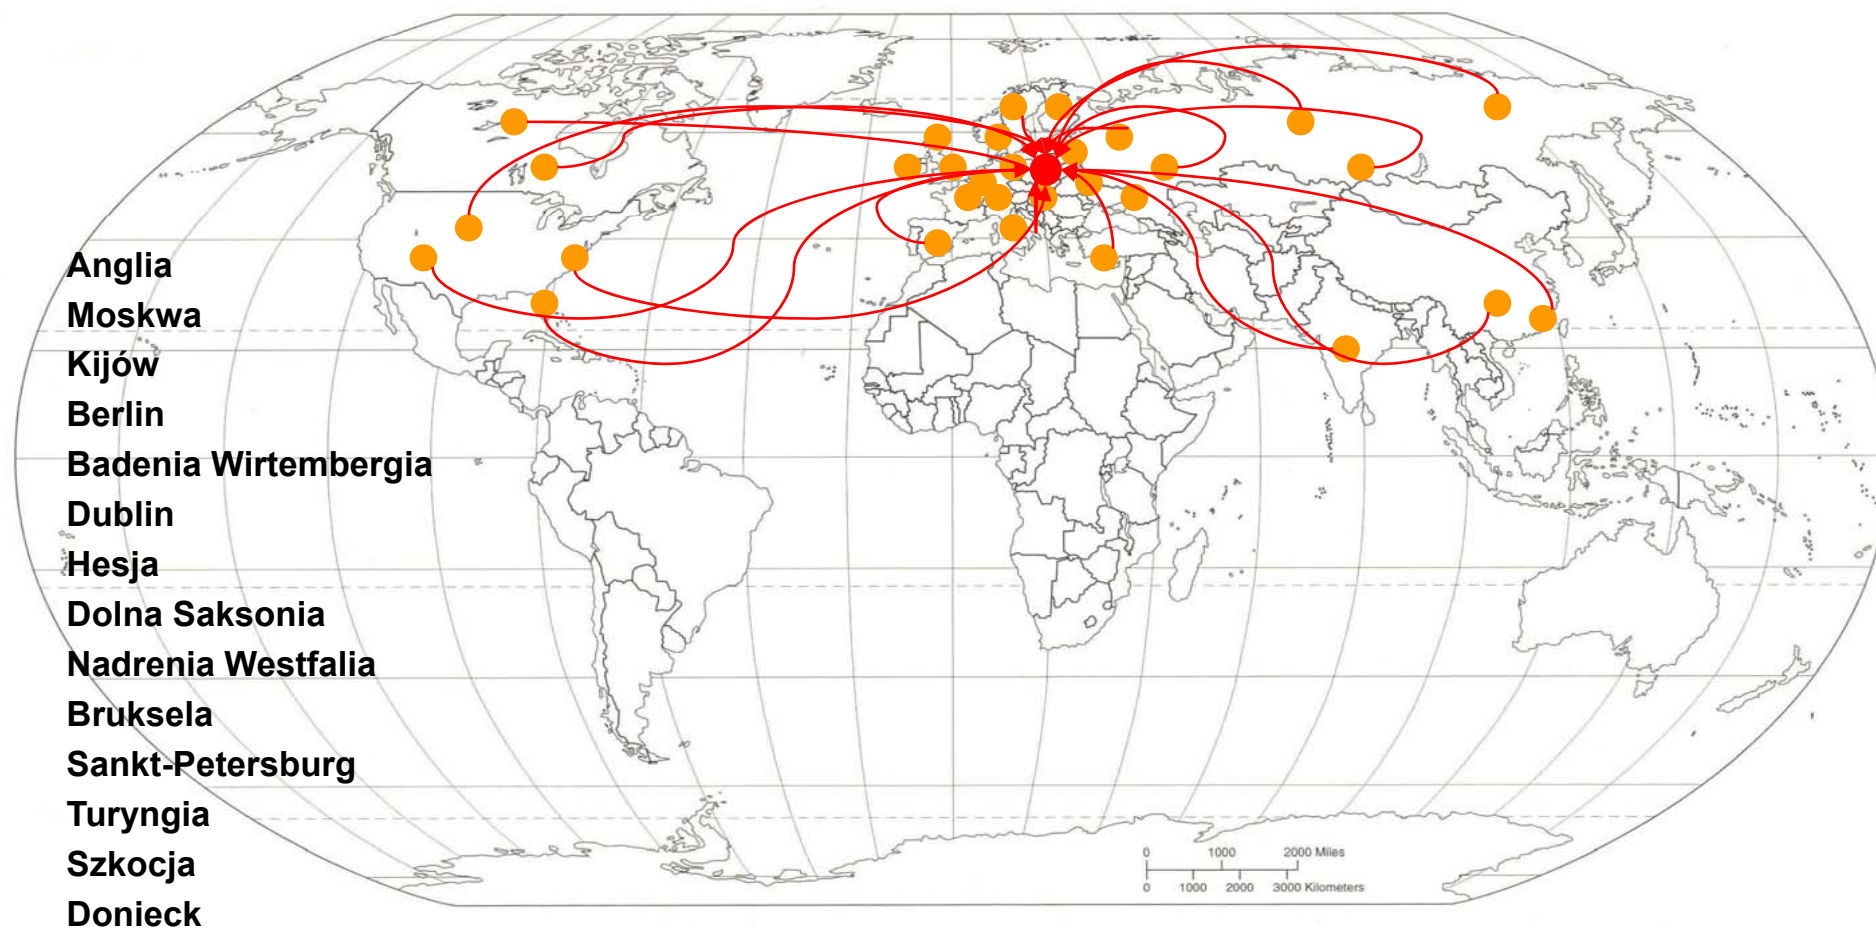 Anglia
Moskwa
Kijów
Berlin
Badenia Wirtembergia
Dublin
Hesja
Dolna Saksonia
Nadrenia Westfalia
Bruksela
Sankt-Petersburg
Turyngia
Szkocja
Donieck
0 1000 2000 Miles
0 1000 2000 3000 Kilometers